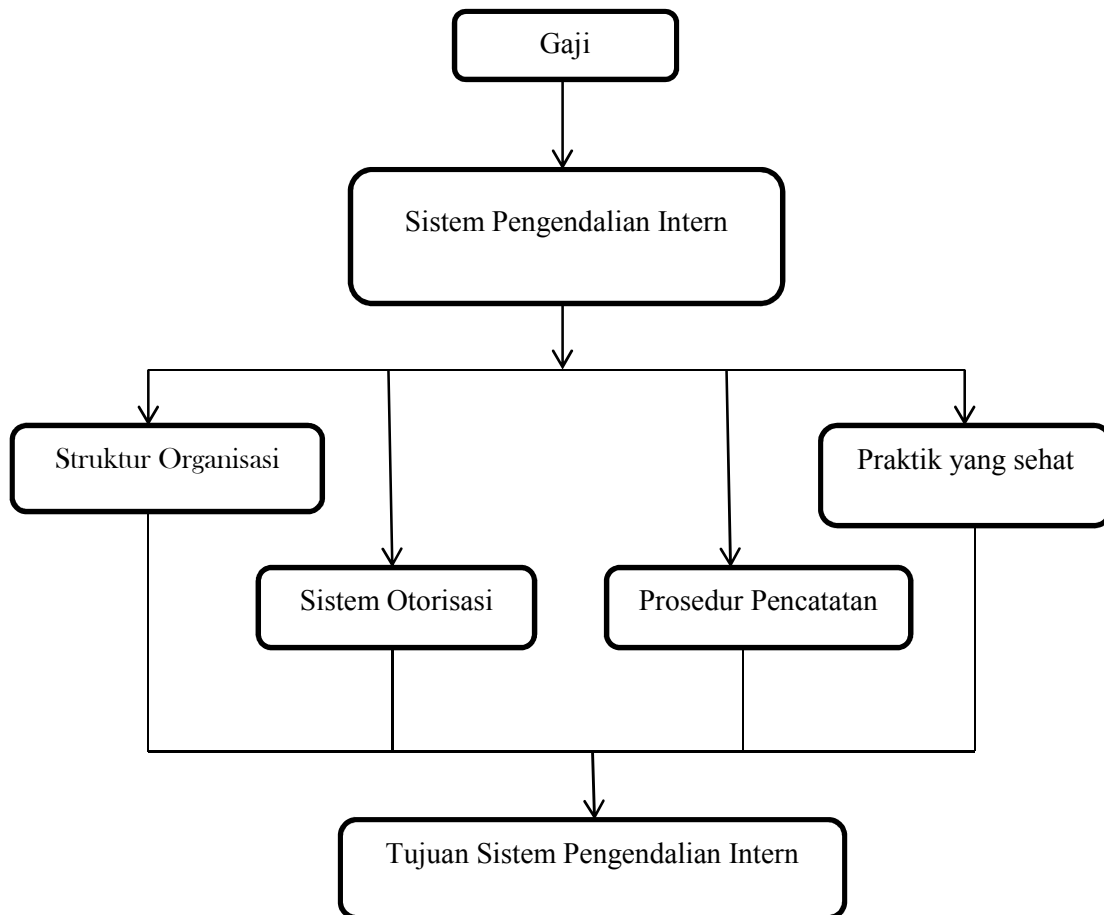 Gaji
Sistem Pengendalian Intern
Struktur Organisasi
Praktik yang sehat
Sistem Otorisasi
Prosedur Pencatatan
Tujuan Sistem Pengendalian Intern